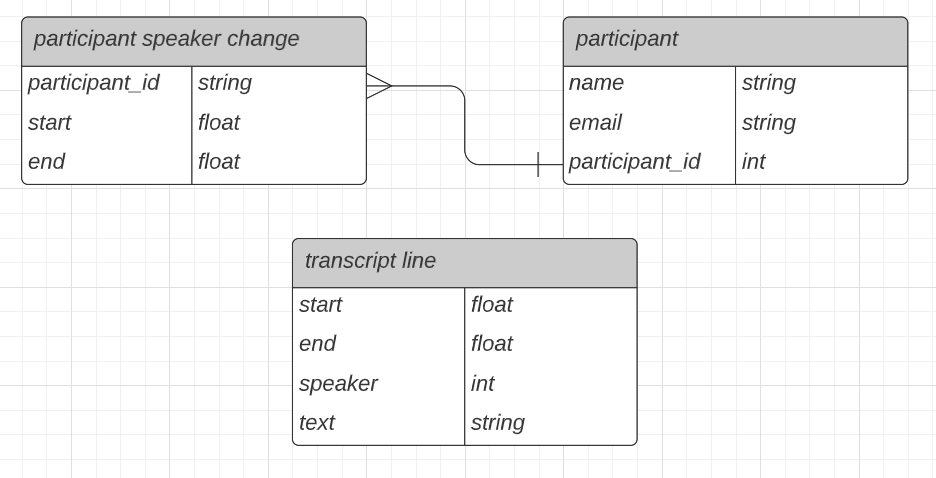 participant speaker change
participant_id string
start float
end float
participant
name string
email string
participant_id int
transcript line
start float
end float
speaker int
text string